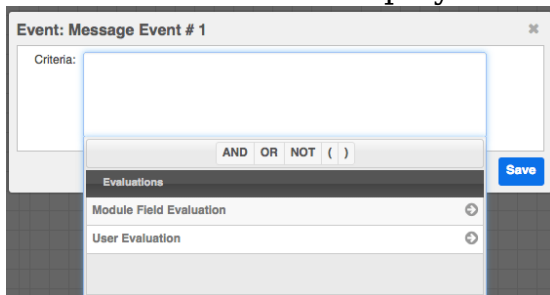 Event: Message Event # 1
Criteria:
AND OR NOT ( )
Save
Evaluations
Module Field Evaluation
User Evaluation